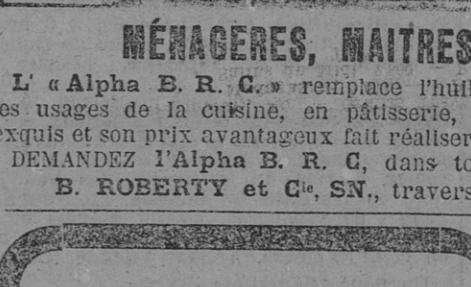 MÉNAGERES, MAITRES
L' « Alpha B. R. C. » remplace l'huil
es usages de la cuisine, en pâtisserie,
exquis et son prix avantageux fait réaliser
DEMANDEZ l'Alpha B. R. C, dans to
B. ROBERTY et Cie, SN., travers